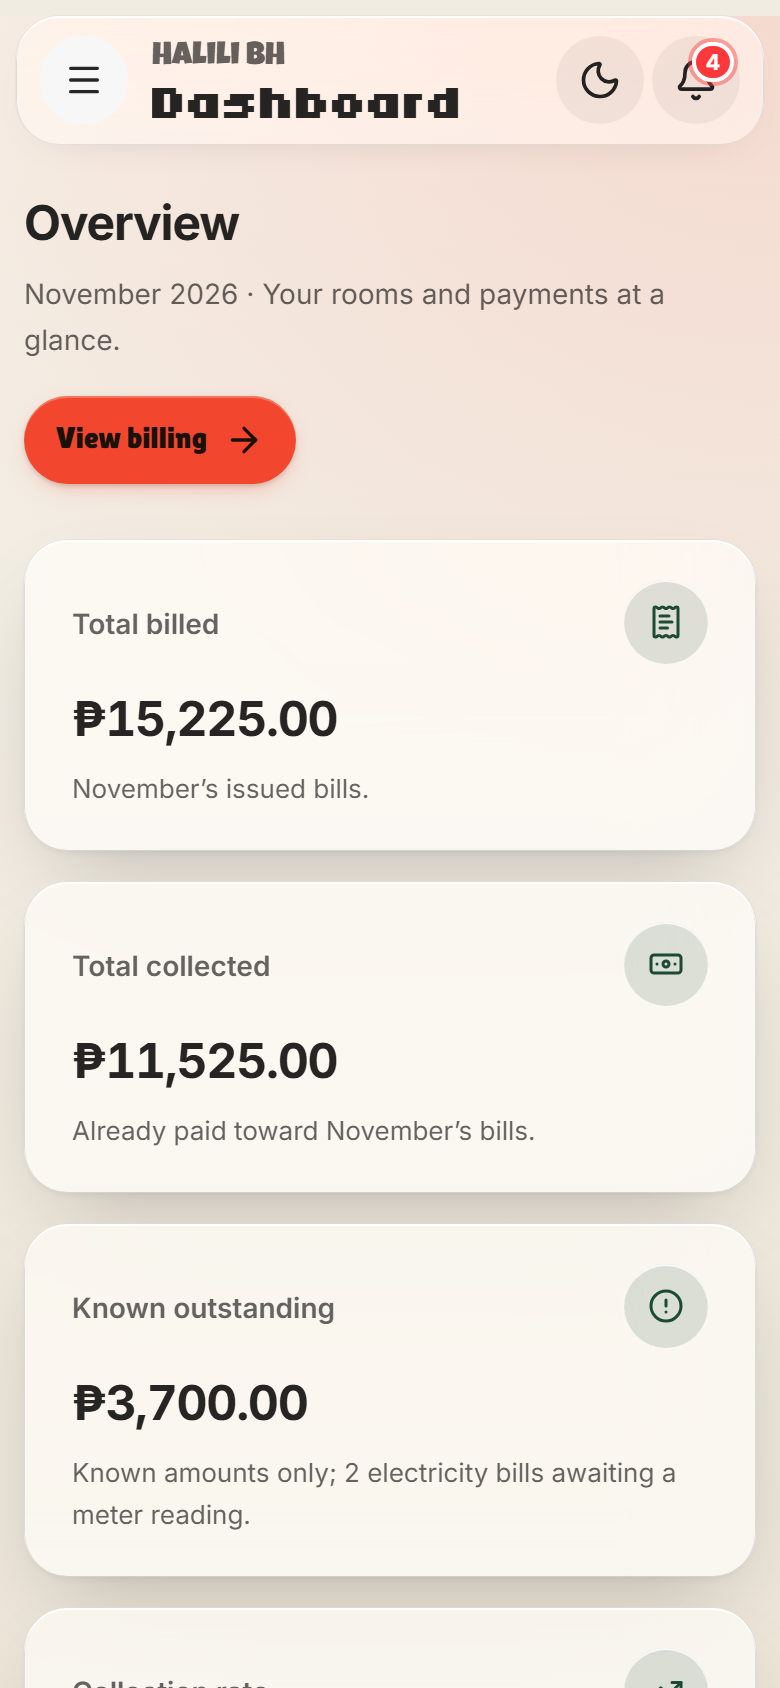 HALILI BH
Dashboard
4
Overview
November 2026 · Your rooms and payments at a
glance.
View billing
Total billed
₱15,225.00
November’s issued bills.
Total collected
₱11,525.00
Already paid toward November’s bills.
Known outstanding
₱3,700.00
Known amounts only; 2 electricity bills awaiting a
meter reading.
Collection rate